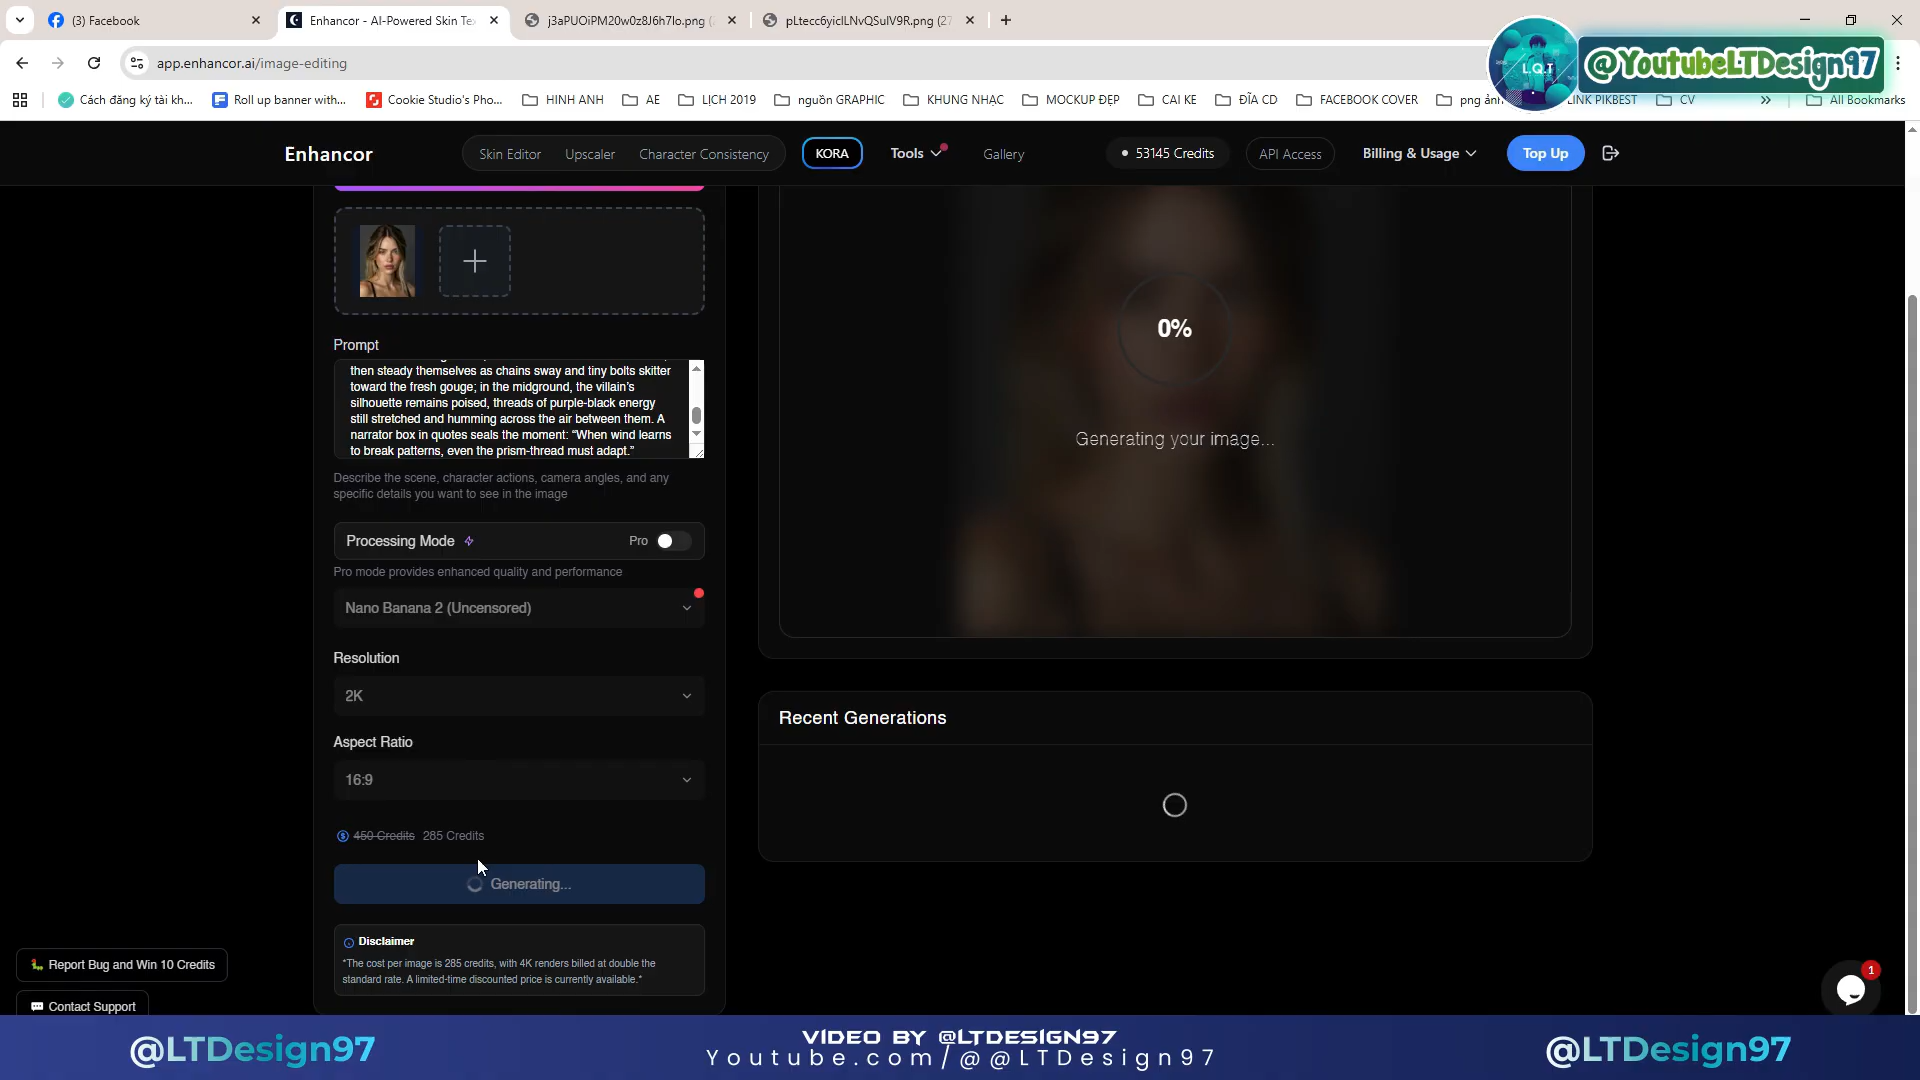 (3) Facebook
Enhancor - AI-Powered Skin Te
j3aPUOiPM20w0z8J6h7Io.png (
pLtecc6yicILNvQSulV9R.png (27
app.enhancor.ai/image-editing
L.Q.T
@YoutubeLTDesign97
Cách đăng ký tài kh...
Roll up banner with...
Cookie Studio's Pho...
HINH ANH
AE
LỊCH 2019
nguồn GRAPHIC
KHUNG NHẠC
MOCKUP ĐẸP
CAI KE
ĐĨA CD
FACEBOOK COVER
png ản
LINK PIKBEST
CV
All Bookmarks
Enhancor
Skin Editor
Upscaler
Character Consistency
KORA
Tools
Gallery
53145 Credits
API Access
Billing & Usage
Top Up
Prompt
then steady themselves as chains sway and tiny bolts skitter
toward the fresh gouge; in the midground, the villain's
silhouette remains poised, threads of purple-black energy
still stretched and humming across the air between them. A
narrator box in quotes seals the moment: “When wind learns
to break patterns, even the prism-thread must adapt.”
Describe the scene, character actions, camera angles, and any
specific details you want to see in the image
Processing Mode
Pro
Pro mode provides enhanced quality and performance
Nano Banana 2 (Uncensored)
Resolution
2K
Aspect Ratio
16:9
450 Credits 285 Credits
Generating...
Disclaimer
*The cost per image is 285 credits, with 4K renders billed at double the
standard rate. A limited-time discounted price is currently available.*
0%
Generating your image...
Recent Generations
Report Bug and Win 10 Credits
Contact Support
1
@LTDesign97
VIDEO BY @LTDESIGN97
Youtube.com/@@LTDesign97
@LTDesign97